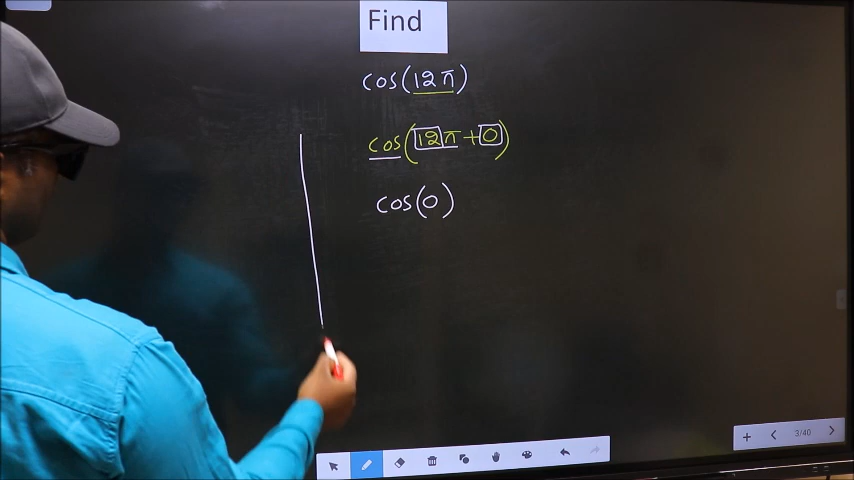 Find
cos(12π)
cos(12π+0)
cos(0)
+ < 3/40 >